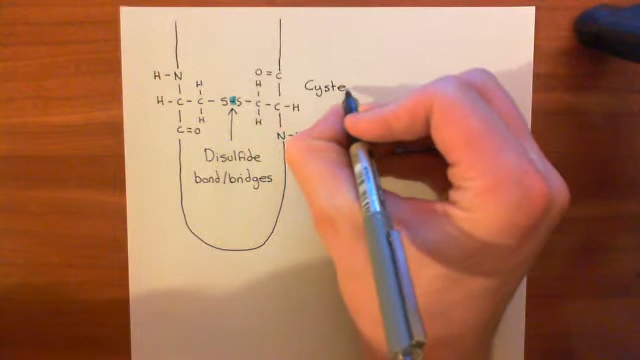 H-N H O=C
H
H-C-C-S-S-C-C-H
H H
C=O N-
Cyste
Disulfide
bond/bridges